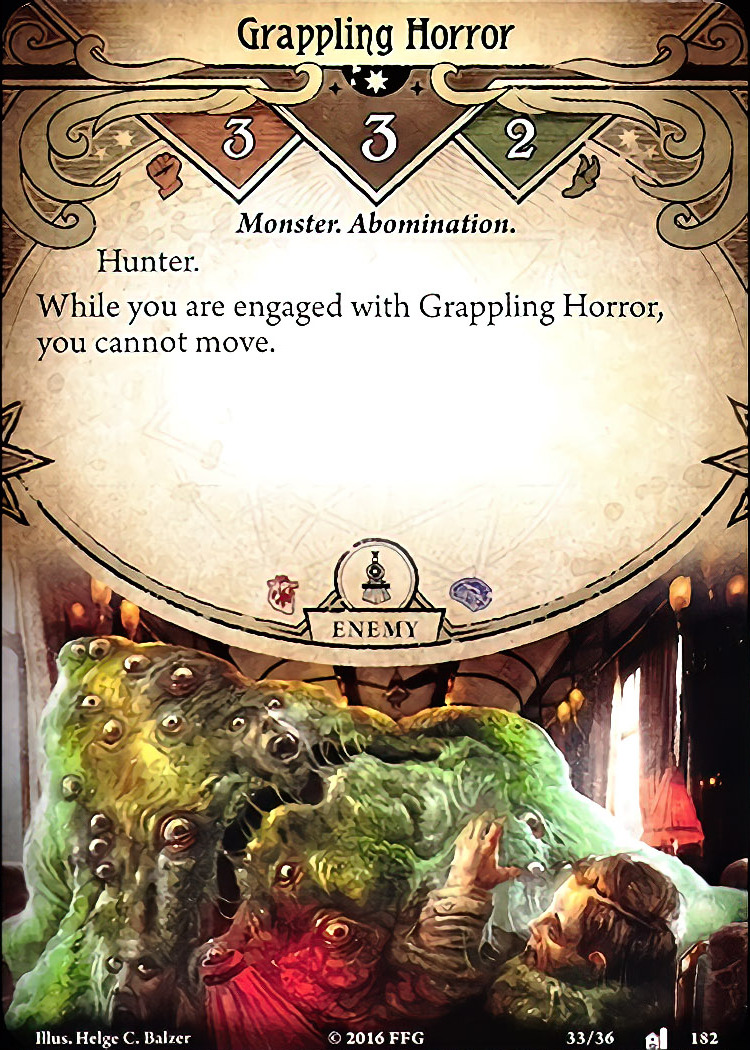 Grappling Horror
3 3 2
Monster. Abomination.
Hunter.
While you are engaged with Grappling Horror,
you cannot move.
ENEMY
Illus. Helge C. Balzer © 2016 FFG 33/36 182